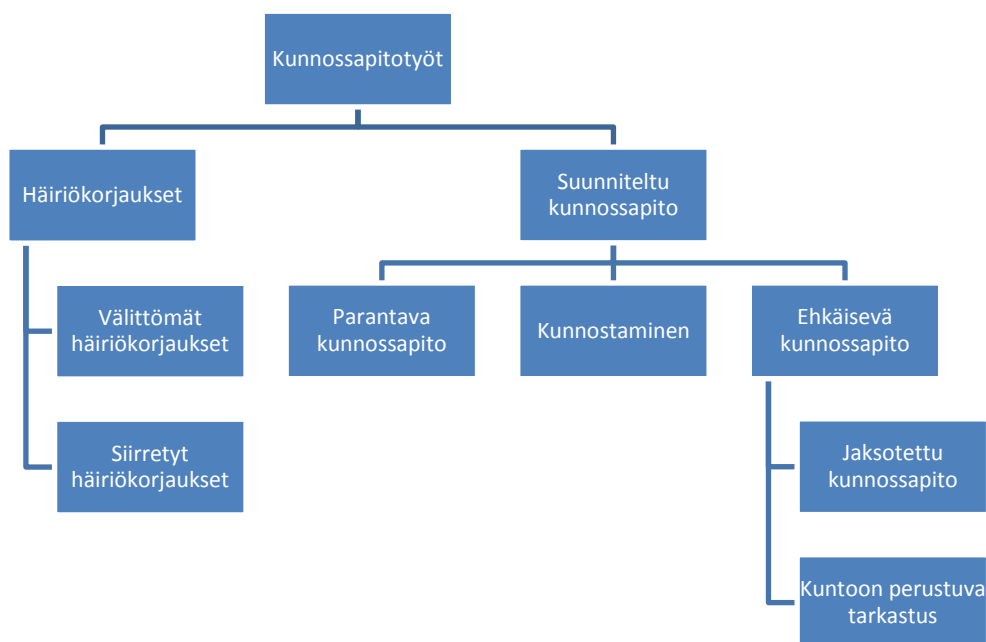 Kunnossapitotyöt
Häiriökorjaukset
Suunniteltu
kunnossapito
Välittömät
häiriökorjaukset
Siirretyt
häiriökorjaukset
Parantava
kunnossapito
Kunnostaminen
Ehkäisevä
kunnossapito
Jaksotettu
kunnossapito
Kuntoon perustuva
tarkastus